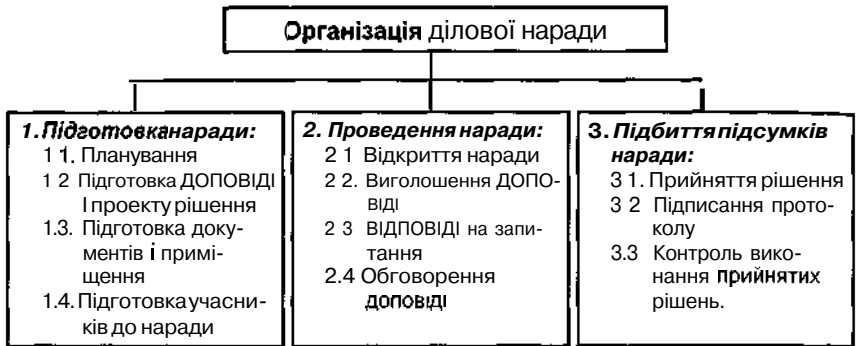 Організація ділової наради
1. Підготовка наради:
1 1. Планування
1 2 Підготовка ДОПОВІДІ
І проекту рішення
1.3. Підготовка доку-
ментів і примі-
щення
1.4. Підготовка учасни-
ків до наради
2. Проведення наради:
2 1 Відкриття наради
2 2. Виголошення ДОПО-
ВІДІ
2 3 ВІДПОВІДІ на запи-
тання
2.4 Обговорення
доповіді
3. Підбиття підсумків
наради:
3 1. Прийняття рішення
3 2 Підписання прото-
колу
3.3 Контроль вико-
нання прийнятих
рішень.